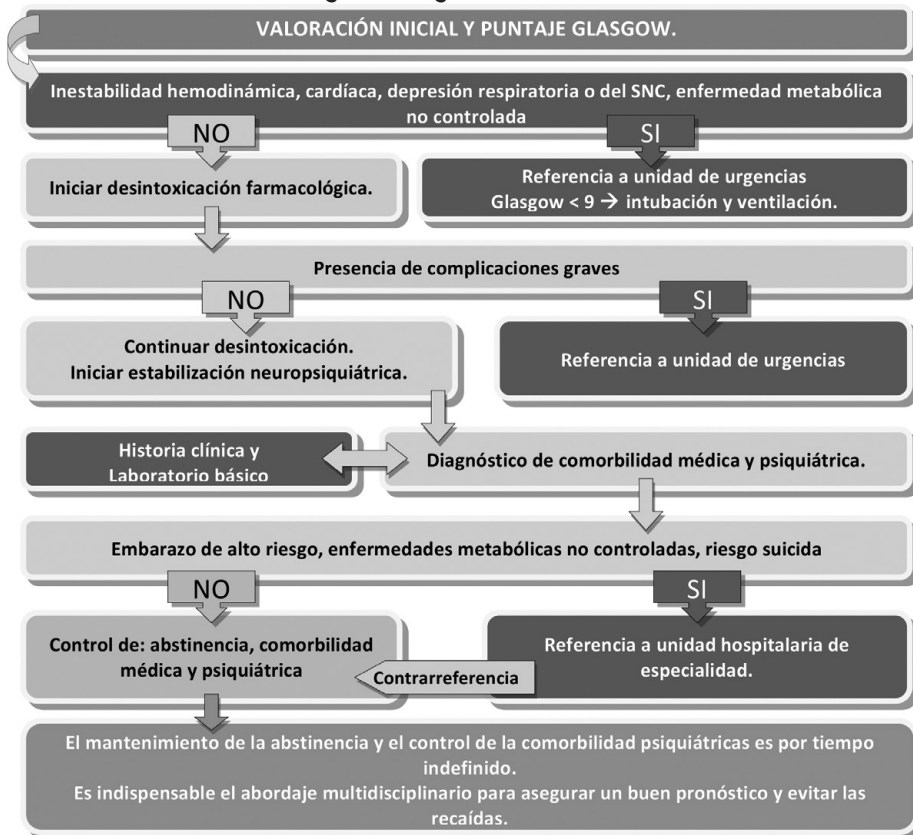 VALORACIÓN INICIAL Y PUNTAJE GLASGOW.
Inestabilidad hemodinámica, cardíaca, depresión respiratoria o del SNC, enfermedad metabólica
no controlada
NO
SI
Iniciar desintoxicación farmacológica.
Referencia a unidad de urgencias
Glasgow < 9 → intubación y ventilación.
Presencia de complicaciones graves
NO
SI
Continuar desintoxicación.
Iniciar estabilización neuropsiquiátrica.
Referencia a unidad de urgencias
Historia clínica y
Laboratorio básico
Diagnóstico de comorbilidad médica y psiquiátrica.
Embarazo de alto riesgo, enfermedades metabólicas no controladas, riesgo suicida
NO
SI
Control de: abstinencia, comorbilidad
médica y psiquiátrica
Contrarreferencia
Referencia a unidad hospitalaria de
especialidad.
El mantenimiento de la abstinencia y el control de la comorbilidad psiquiátricas es por tiempo
indefinido.
Es indispensable el abordaje multidisciplinario para asegurar un buen pronóstico y evitar las
recaídas.